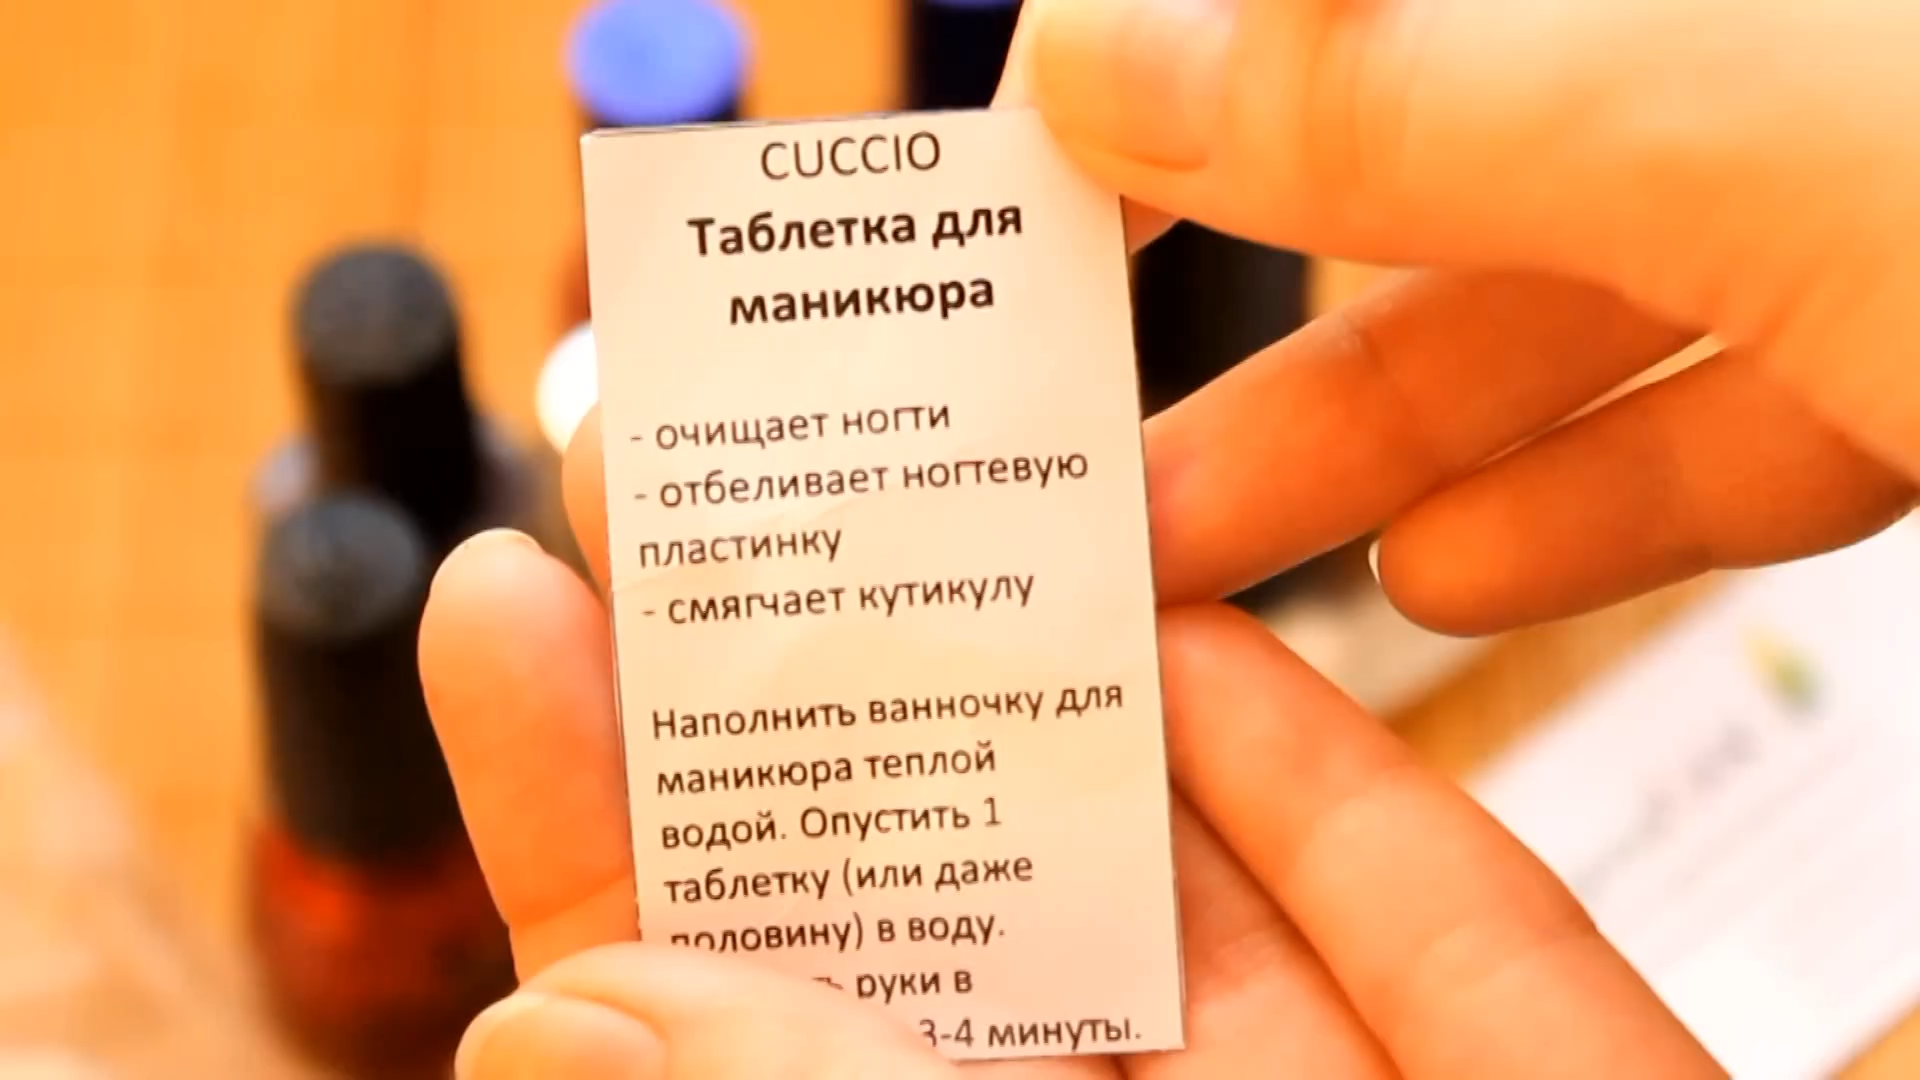 CUCCIO
Таблетка для
маникюра
- очищает ногти
- отбеливает ногтевую
пластинку
- смягчает кутикулу
Наполнить ванночку для
маникюра теплой
водой. Опустить 1
таблетку (или даже
половину) в воду.
руки в
3-4 минуты.